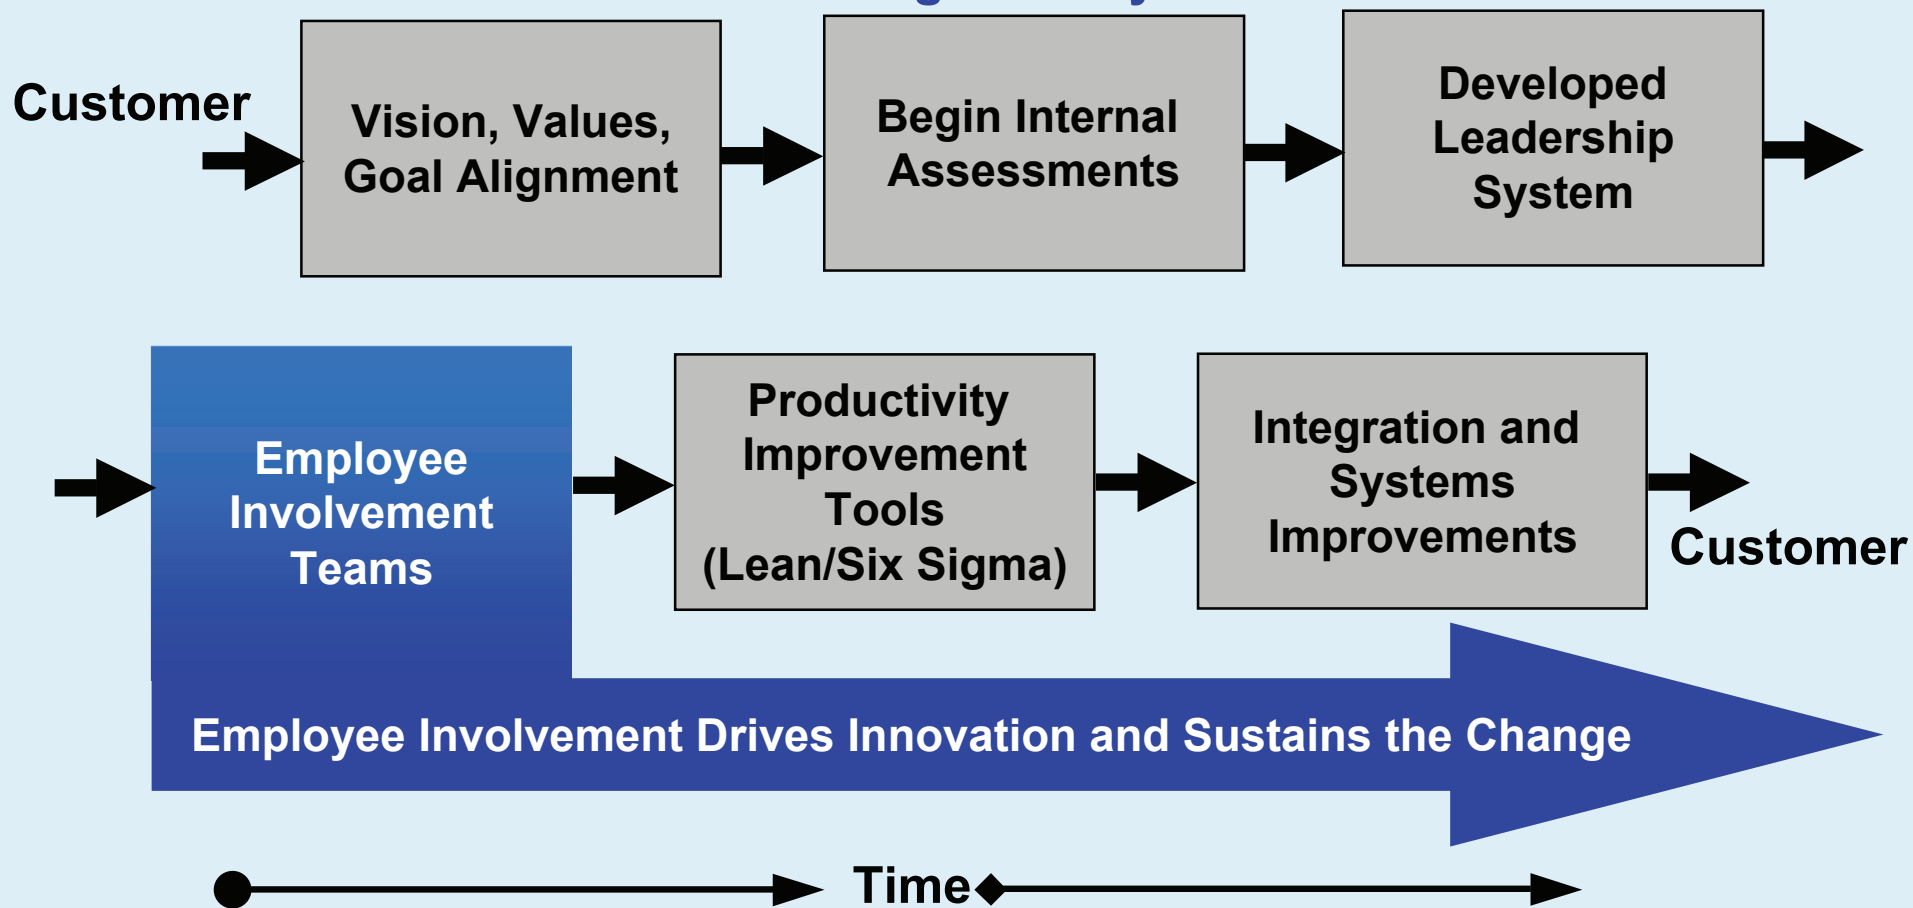 Customer
Vision, Values,
Goal Alignment
Begin Internal
Assessments
Developed
Leadership
System
Employee
Involvement
Teams
Productivity
Improvement
Tools
(Lean/Six Sigma)
Integration and
Systems
Improvements
Customer
Employee Involvement Drives Innovation and Sustains the Change
Time